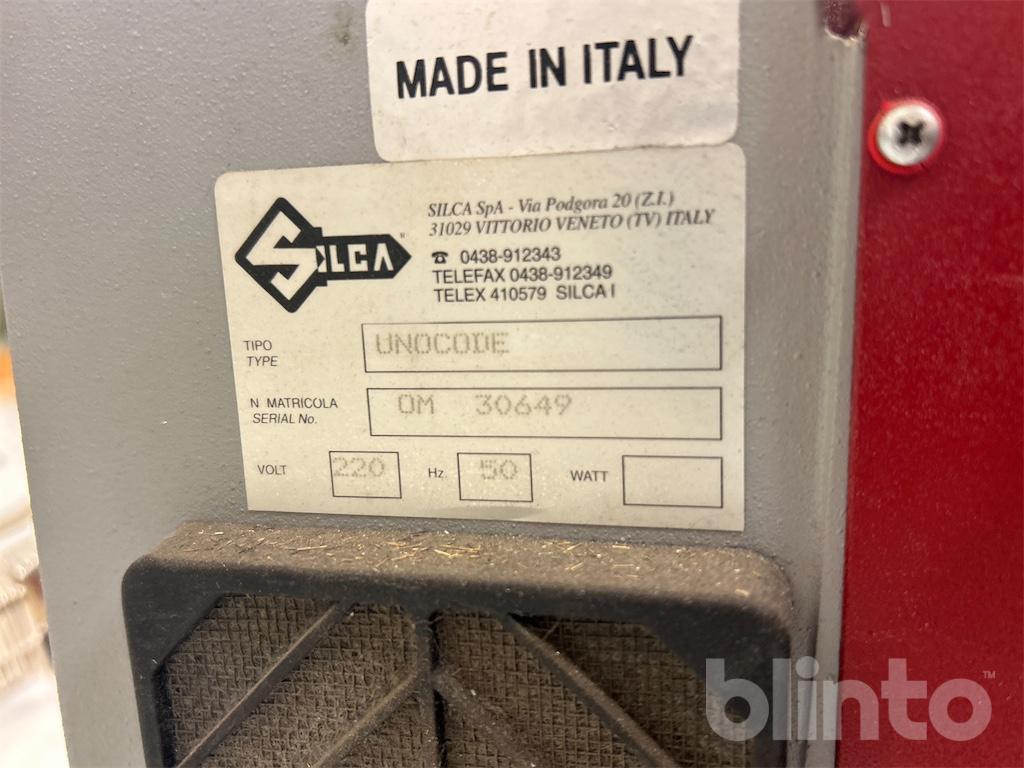 MADE IN ITALY
SILCA
SILCA SpA - Via Podgora 20 (Z.I.)
31029 VITTORIO VENETO (TV) ITALY
☎ 0438-912343
TELEFAX 0438-912349
TELEX 410579 SILCA I
TIPO
TYPE
UNOCODE
N MATRICOLA
SERIAL No.
OM 30649
VOLT 220 Hz. 50 WATT
blinto™